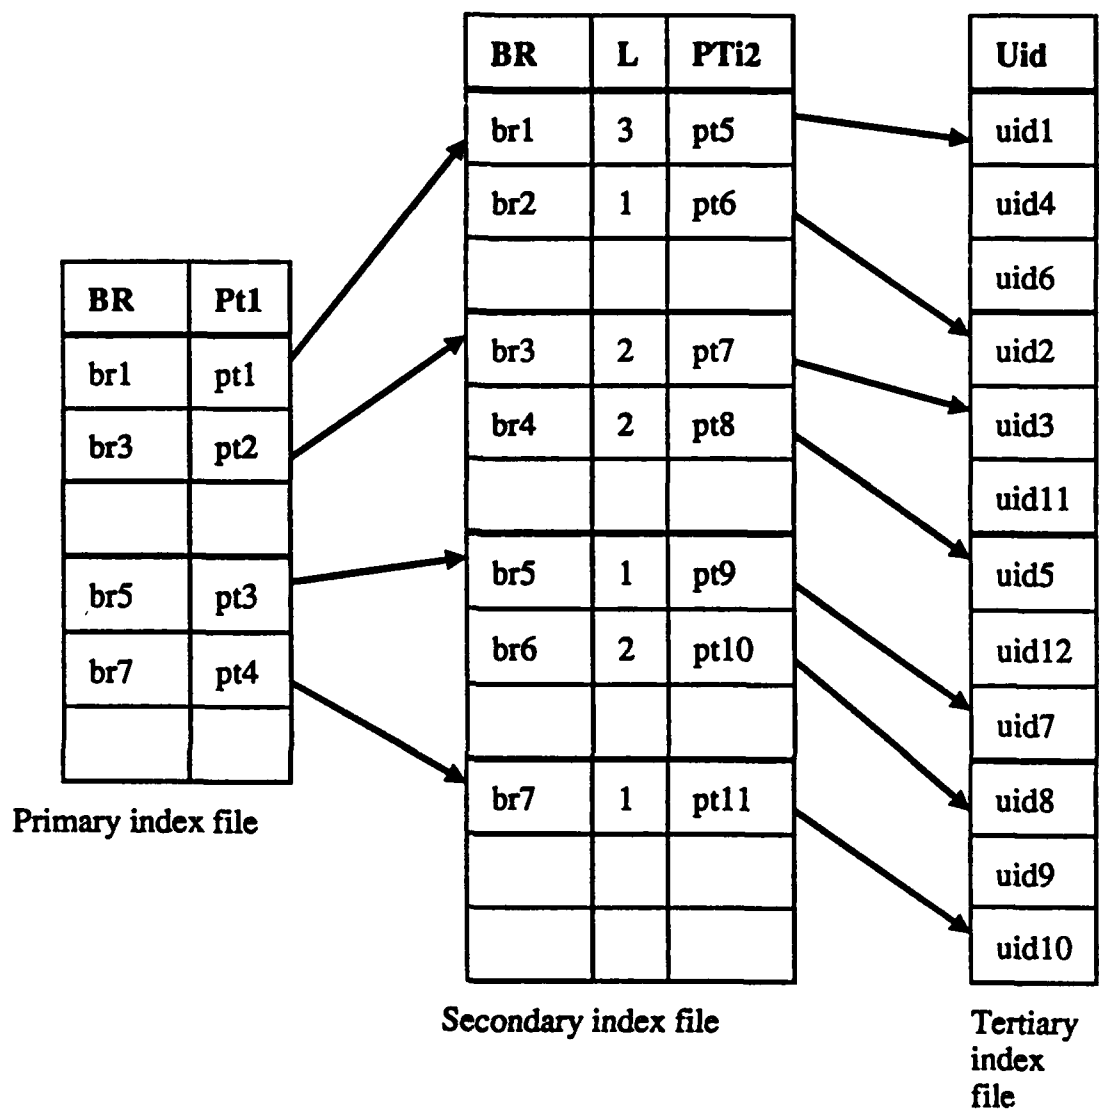 BR Pt1
br1 pt1
br3 pt2
br5 pt3
br7 pt4
Primary index file
BR L PTi2
br1 3 pt5
br2 1 pt6
br3 2 pt7
br4 2 pt8
br5 1 pt9
br6 2 pt10
br7 1 pt11
Secondary index file
Uid
uid1
uid4
uid6
uid2
uid3
uid11
uid5
uid12
uid7
uid8
uid9
uid10
Tertiary
index
file